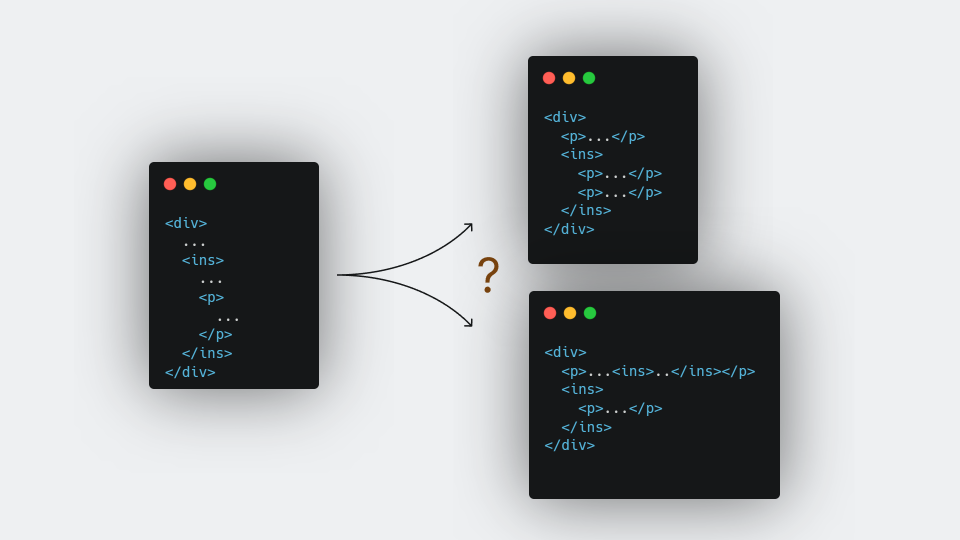 <div>
  ...
  <ins>
    ...
    <p>
      ...
    </p>
  </ins>
</div>
?
<div>
  <p>...</p>
  <ins>
    <p>...</p>
    <p>...</p>
  </ins>
</div>
<div>
  <p>...<ins>..</ins></p>
  <ins>
    <p>...</p>
  </ins>
</div>